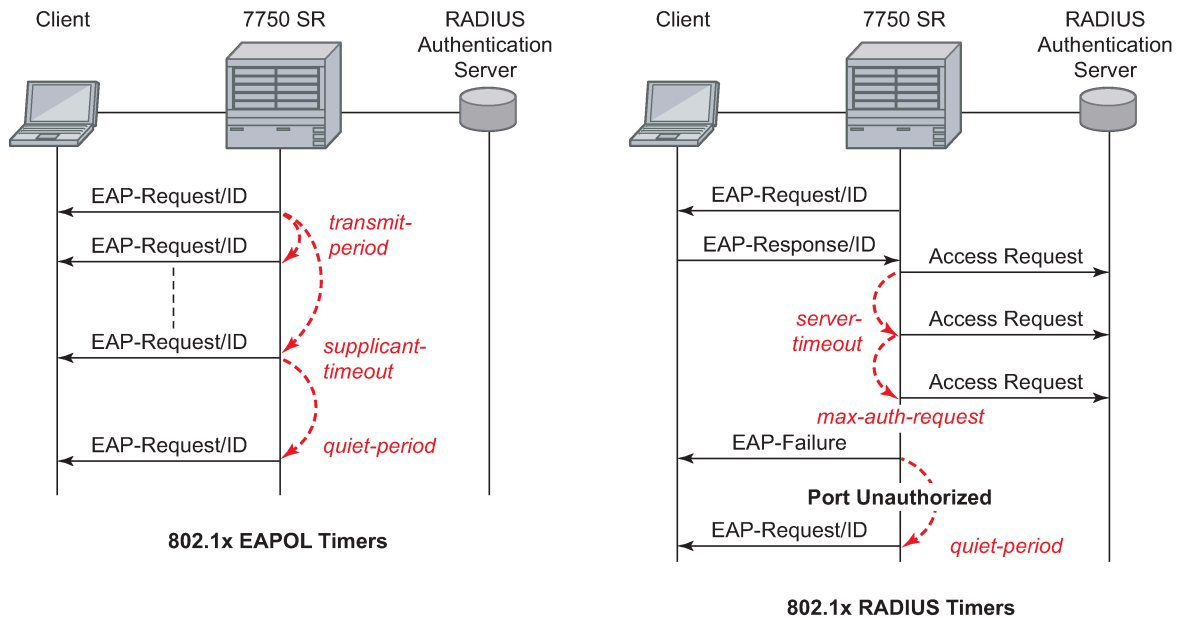 Client
7750 SR
RADIUS
Authentication
Server
EAP-Request/ID
transmit-
period
EAP-Request/ID
EAP-Request/ID
supplicant-
timeout
EAP-Request/ID
quiet-period
802.1x EAPOL Timers
Client
7750 SR
RADIUS
Authentication
Server
EAP-Request/ID
EAP-Response/ID
Access Request
server-
timeout
Access Request
Access Request
max-auth-request
EAP-Failure
Port Unauthorized
EAP-Request/ID
quiet-period
802.1x RADIUS Timers